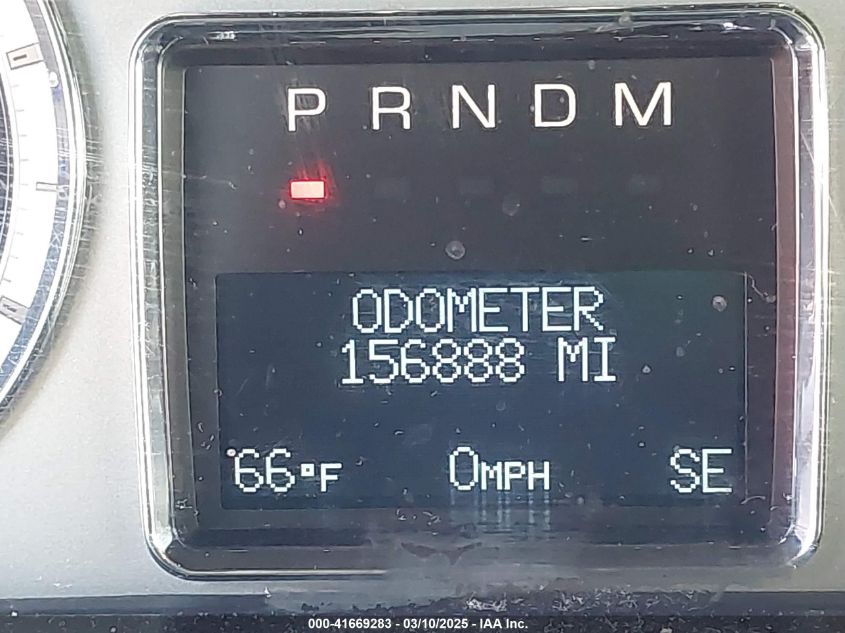 P R N D M
ODOMETER
156888 MI
66°F 0MPH SE
000-41669283 - 03/10/2025 - IAA Inc.